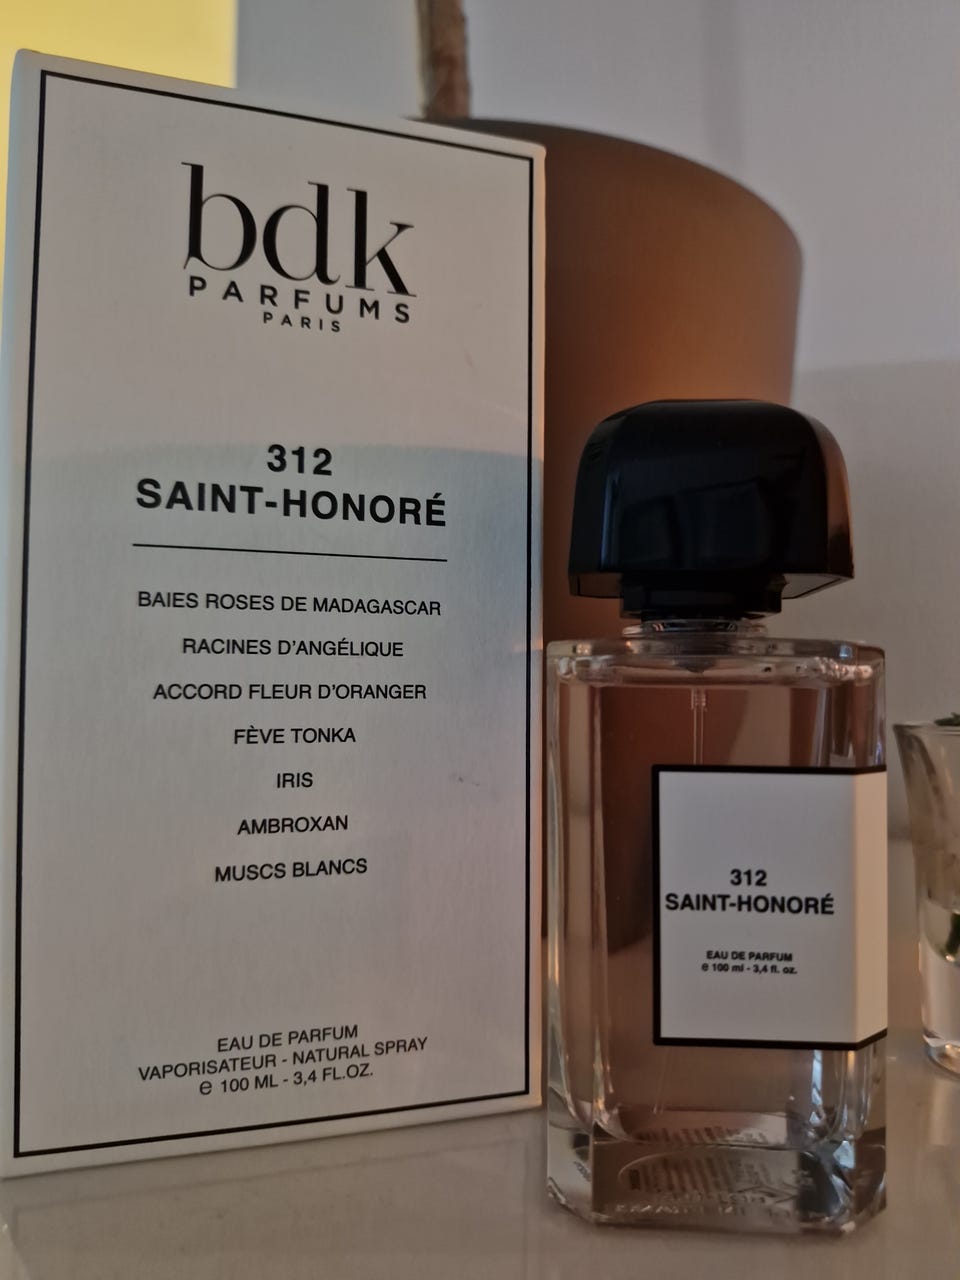 bdk
PARFUMS
PARIS
312
SAINT-HONORÉ
BAIES ROSES DE MADAGASCAR
RACINES D'ANGÉLIQUE
ACCORD FLEUR D'ORANGER
FÈVE TONKA
IRIS
AMBROXAN
MUSCS BLANCS
EAU DE PARFUM
VAPORISATEUR - NATURAL SPRAY
℮ 100 ML - 3,4 FL.OZ.
312
SAINT-HONORÉ
EAU DE PARFUM
℮ 100 ml - 3,4 fl. oz.